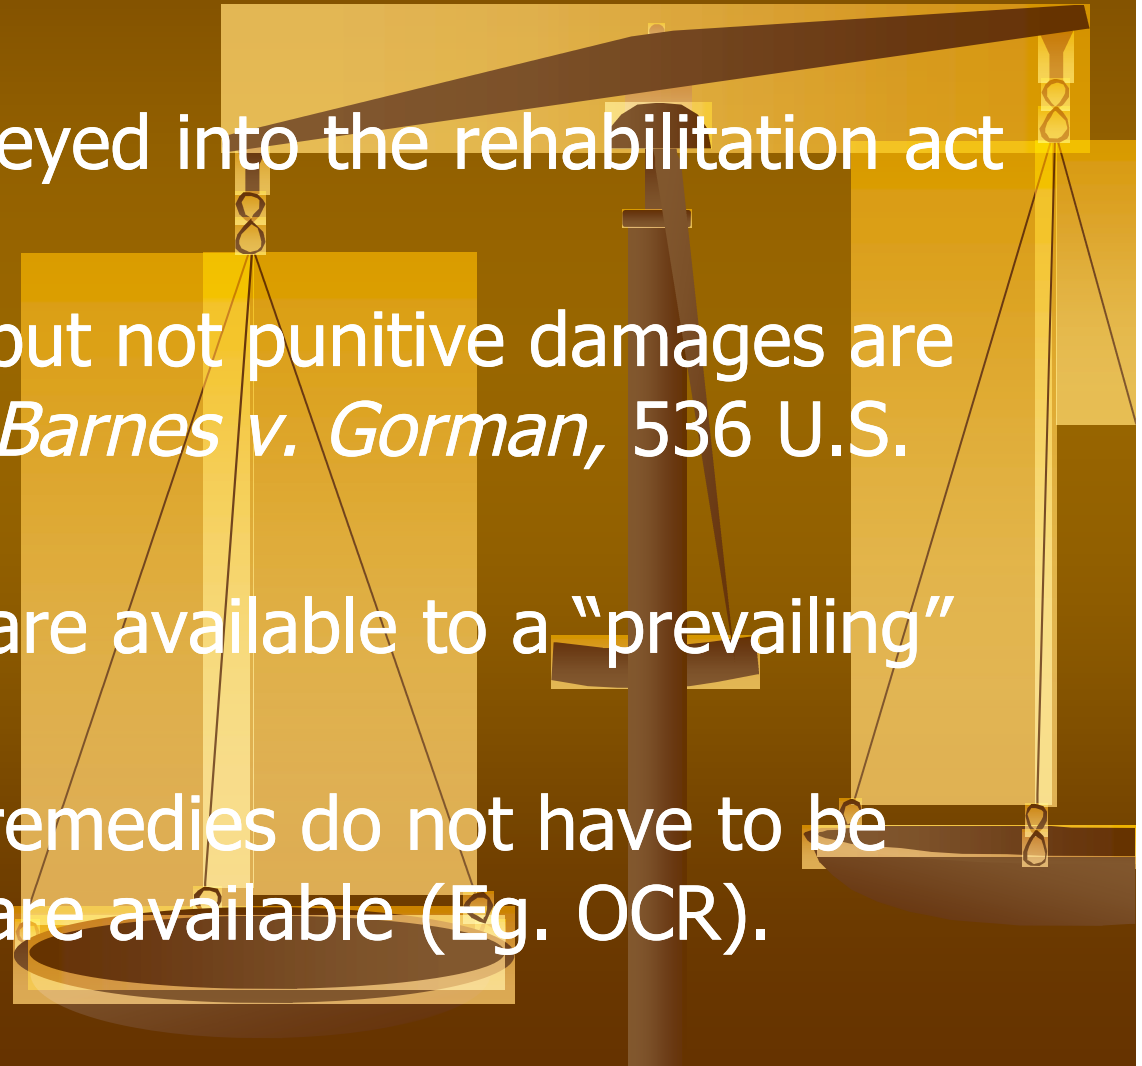 eyed into the rehabilitation act
but not punitive damages are
Barnes v. Gorman, 536 U.S.
are available to a “prevailing”
remedies do not have to be
are available (Eg. OCR).